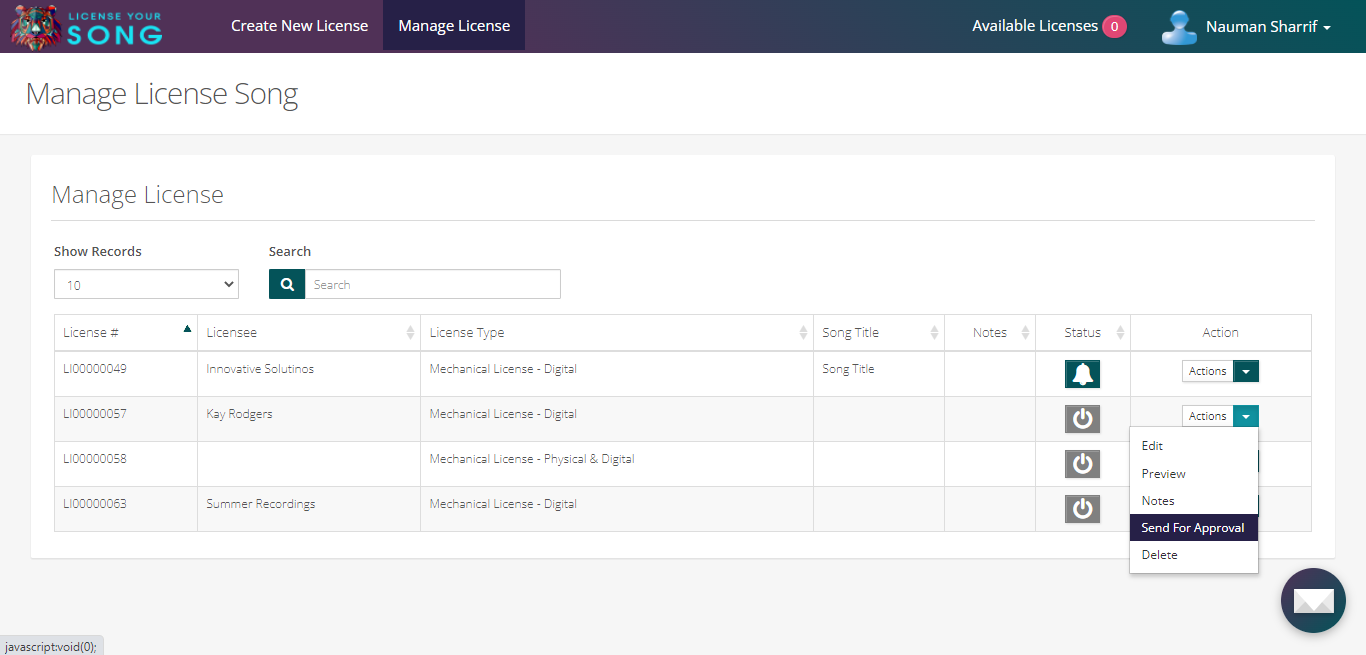 LICENSE YOUR
SONG
Create New License
Manage License
Available Licenses 0
Nauman Sharrif
Manage License Song
Manage License
Show Records
Search
10
Search
License # Licensee License Type Song Title Notes Status Action
LI00000049 Innovative Solutinos Mechanical License - Digital Song Title Actions
LI00000057 Kay Rodgers Mechanical License - Digital Actions
LI00000058 Mechanical License - Physical & Digital
LI00000063 Summer Recordings Mechanical License - Digital
Edit
Preview
Notes
Send For Approval
Delete
javascript:void(0);